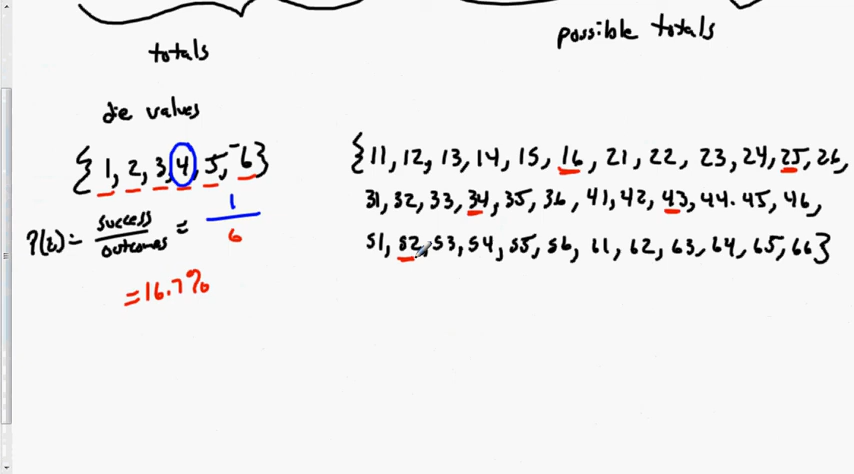 totals
possible totals
die values
{1, 2, 3, 4, 5, 6}
P(E) = success / outcomes = 1 / 6
= 16.7%
{11, 12, 13, 14, 15, 16, 21, 22, 23, 24, 25, 26,
31, 32, 33, 34, 35, 36, 41, 42, 43, 44. 45, 46,
51, 52, 53, 54, 55, 56, 61, 62, 63, 64, 65, 66}